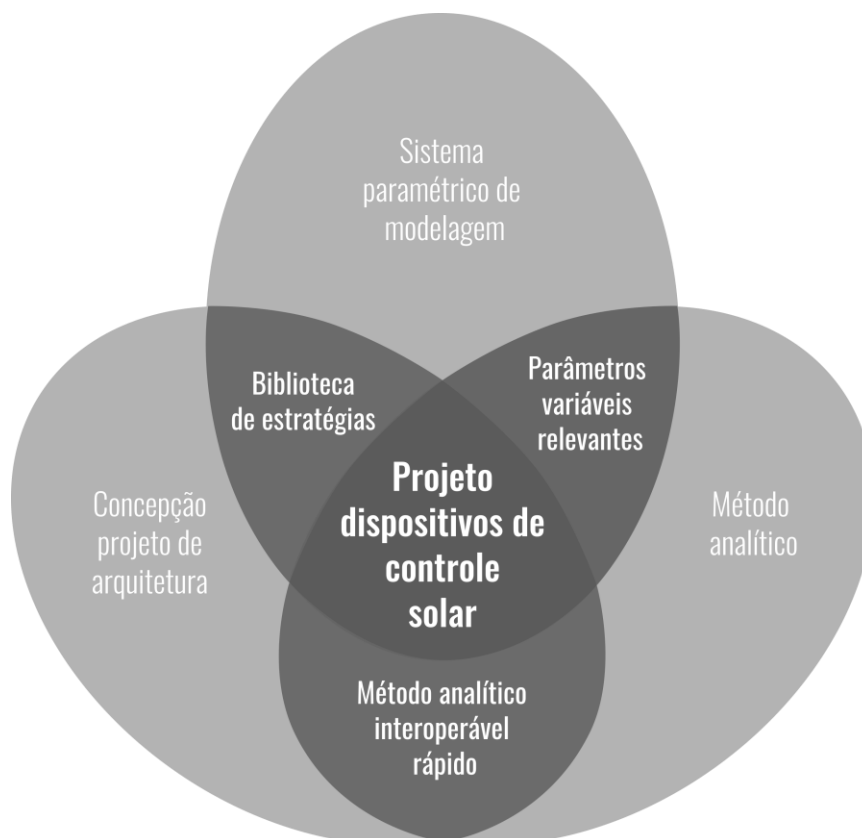 Sistema
paramétrico de
modelagem
Biblioteca
de estratégias
Parâmetros
variáveis
relevantes
Concepção
projeto de
arquitetura
Projeto
dispositivos de
controle
solar
Método
analítico
Método analítico
interoperável
rápido